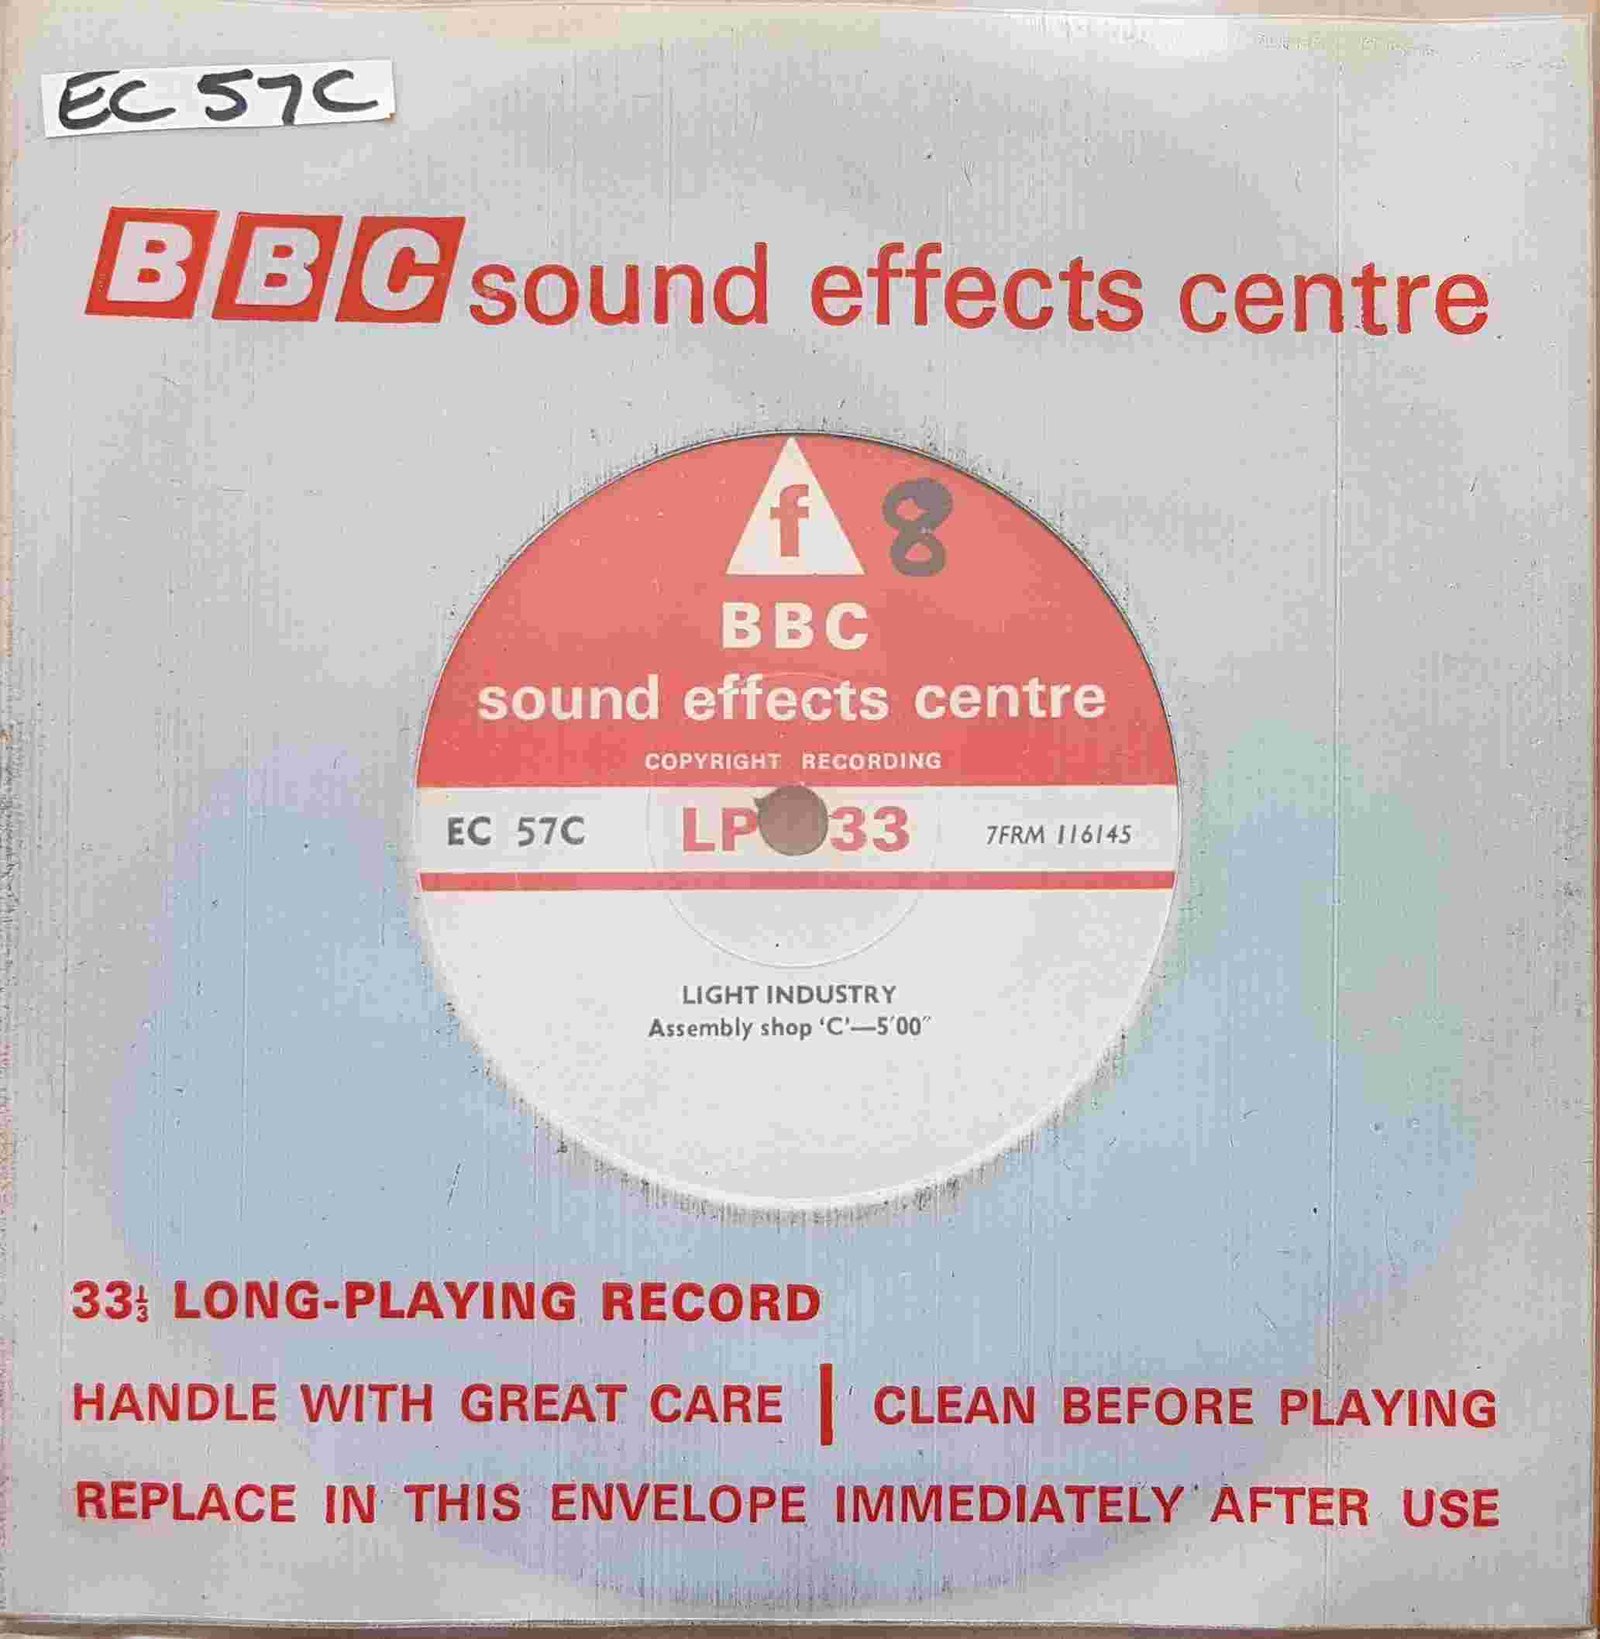 EC 57C
BBC sound effects centre
f 8
BBC
sound effects centre
COPYRIGHT RECORDING
EC 57C LP 33 7FRM 116145
LIGHT INDUSTRY
Assembly shop ‘C’—5′00″
33⅓ LONG-PLAYING RECORD
HANDLE WITH GREAT CARE | CLEAN BEFORE PLAYING
REPLACE IN THIS ENVELOPE IMMEDIATELY AFTER USE